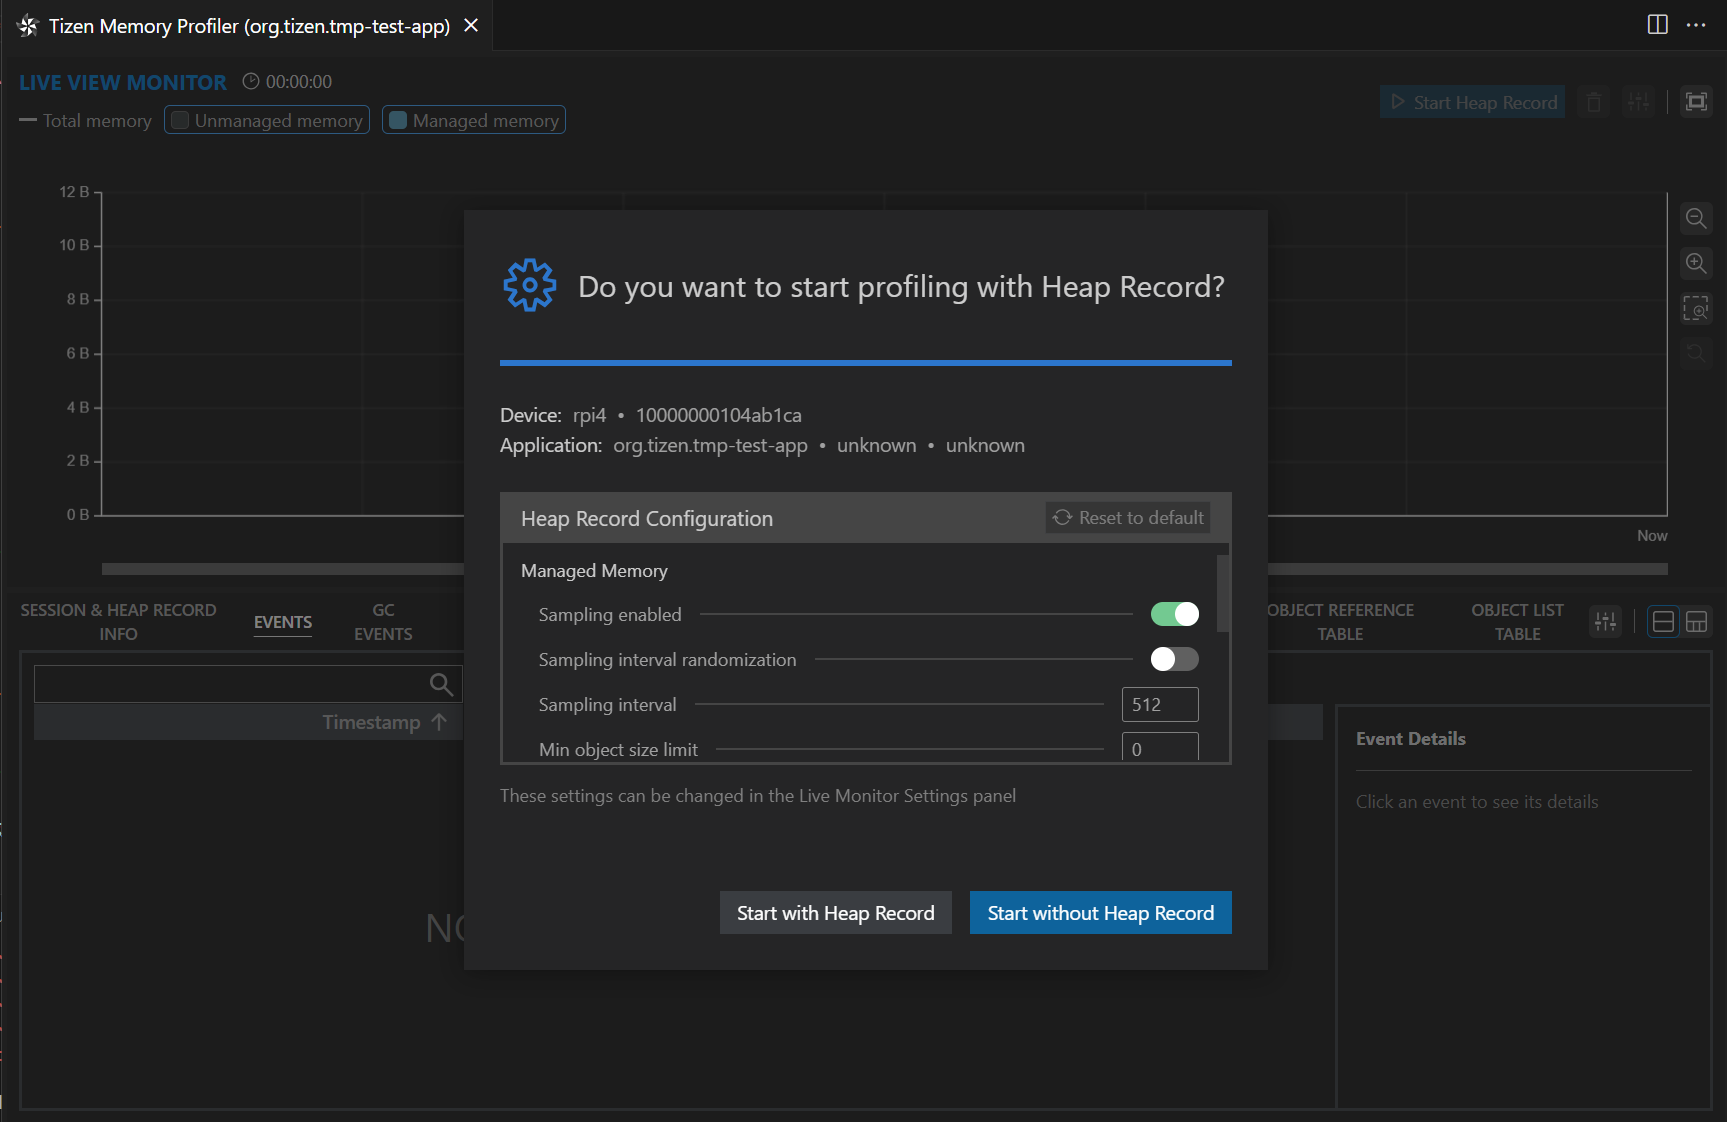 Tizen Memory Profiler (org.tizen.tmp-test-app)
LIVE VIEW MONITOR 00:00:00
Start Heap Record
Total memory Unmanaged memory Managed memory
12 B
10 B
8 B
6 B
4 B
2 B
0 B
Now
Do you want to start profiling with Heap Record?
Device: rpi4 • 10000000104ab1ca
Application: org.tizen.tmp-test-app • unknown • unknown
Heap Record Configuration
Reset to default
Managed Memory
Sampling enabled
Sampling interval randomization
Sampling interval 512
Min object size limit 0
These settings can be changed in the Live Monitor Settings panel
Start with Heap Record
Start without Heap Record
SESSION & HEAP RECORD
INFO
EVENTS
GC
EVENTS
OBJECT REFERENCE
TABLE
OBJECT LIST
TABLE
Timestamp
Event Details
Click an event to see its details